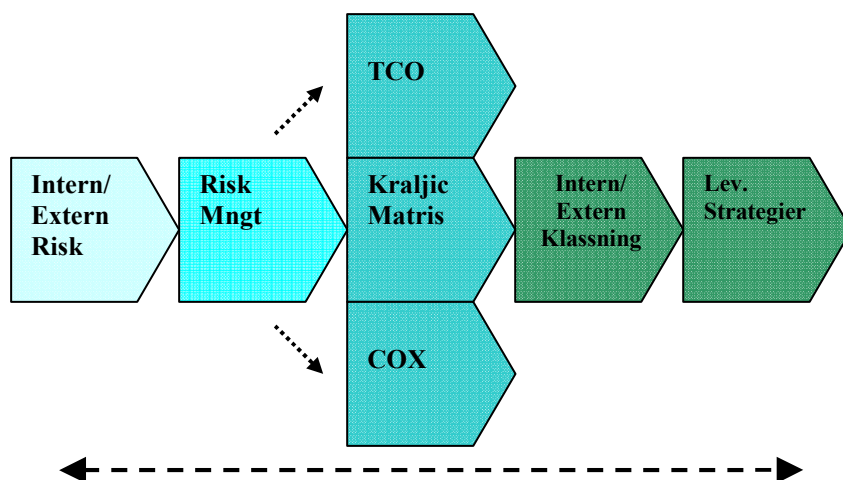 Intern/
Extern
Risk
Risk
Mngt
TCO
Kraljic
Matris
COX
Intern/
Extern
Klassning
Lev.
Strategier